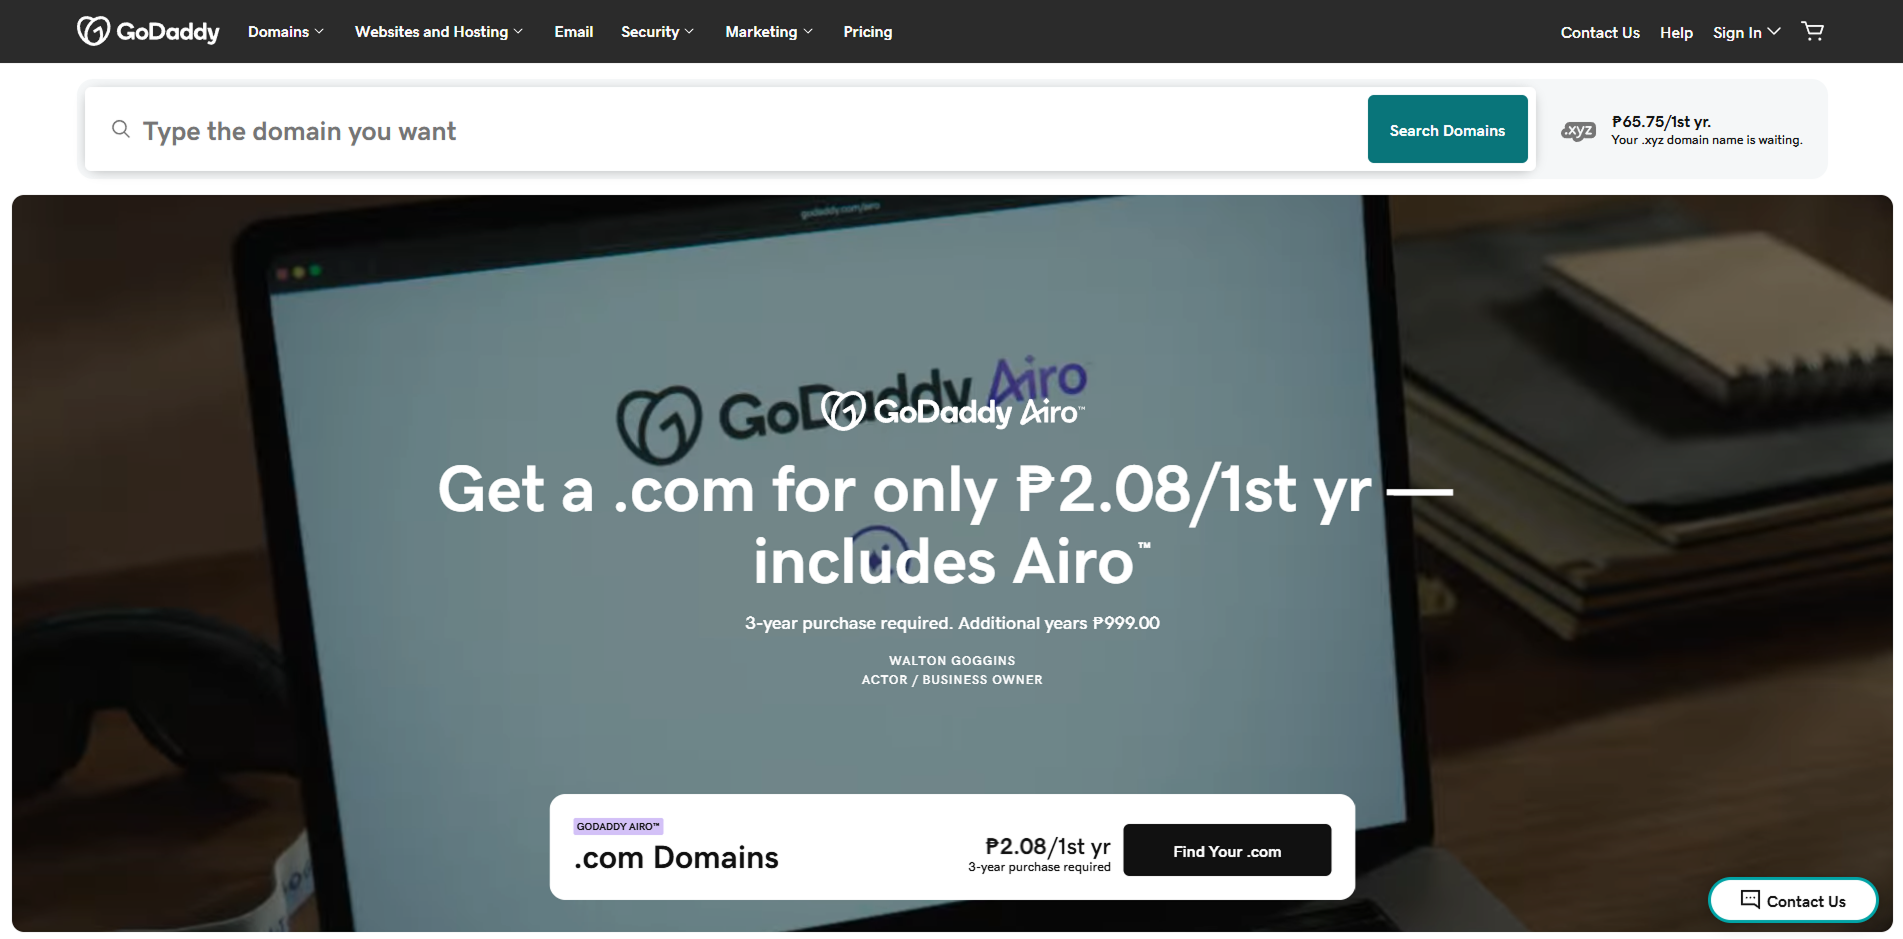 GoDaddy
Domains
Websites and Hosting
Email
Security
Marketing
Pricing
Contact Us
Help
Sign In
Type the domain you want
Search Domains
.xyz
₱65.75/1st yr.
Your .xyz domain name is waiting.
godaddy.com/airo
GoDaddy Airo
GoDaddy Airo™
Get a .com for only ₱2.08/1st yr —
includes Airo™
3-year purchase required. Additional years ₱999.00
WALTON GOGGINS
ACTOR / BUSINESS OWNER
GODADDY AIRO™
.com Domains
₱2.08/1st yr
3-year purchase required
Find Your .com
Contact Us